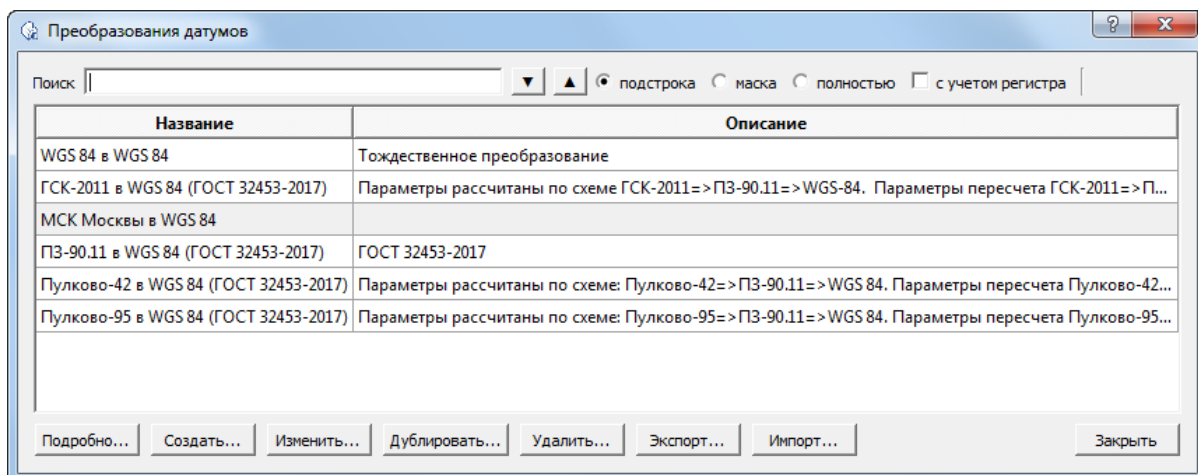 Преобразования датумов
Поиск подстрока маска полностью с учетом регистра
Название Описание
WGS 84 в WGS 84 Тождественное преобразование
ГСК-2011 в WGS 84 (ГОСТ 32453-2017) Параметры рассчитаны по схеме ГСК-2011=>ПЗ-90.11=>WGS-84. Параметры пересчета ГСК-2011=>П...
МСК Москвы в WGS 84
ПЗ-90.11 в WGS 84 (ГОСТ 32453-2017) ГОСТ 32453-2017
Пулково-42 в WGS 84 (ГОСТ 32453-2017) Параметры рассчитаны по схеме: Пулково-42=>ПЗ-90.11=>WGS 84. Параметры пересчета Пулково-42...
Пулково-95 в WGS 84 (ГОСТ 32453-2017) Параметры рассчитаны по схеме: Пулково-95=>ПЗ-90.11=>WGS 84. Параметры пересчета Пулково-95...
Подробно... Создать... Изменить... Дублировать... Удалить... Экспорт... Импорт... Закрыть